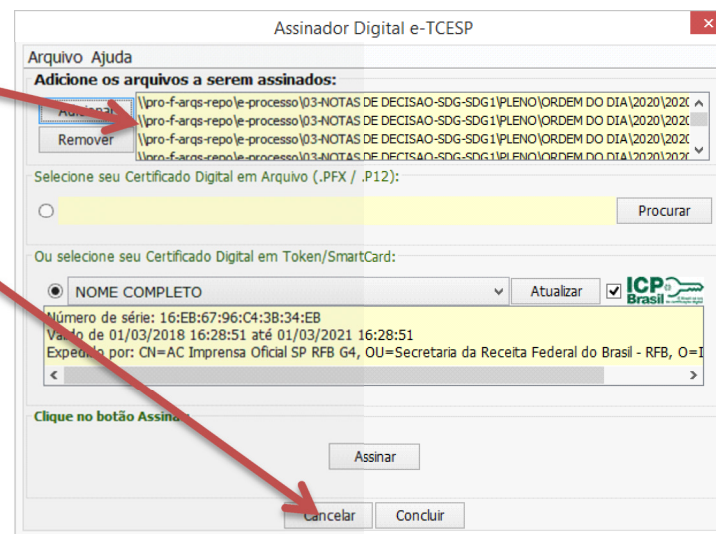 Assinador Digital e-TCESP
Arquivo Ajuda
Adicione os arquivos a serem assinados:
Adicionar
\\pro-f-arqs-repo\e-processo\03-NOTAS DE DECISAO-SDG-SDG1\PLENO\ORDEM DO DIA\2020\2020
\\pro-f-arqs-repo\e-processo\03-NOTAS DE DECISAO-SDG-SDG1\PLENO\ORDEM DO DIA\2020\2020
Remover
\\pro-f-arqs-repo\e-processo\03-NOTAS DE DECISAO-SDG-SDG1\PLENO\ORDEM DO DIA\2020\2020
\\pro-f-arqs-repo\e-processo\03-NOTAS DE DECISAO-SDG-SDG1\PLENO\ORDEM DO DIA\2020\2020
Selecione seu Certificado Digital em Arquivo (.PFX / .P12):
Procurar
Ou selecione seu Certificado Digital em Token/SmartCard:
NOME COMPLETO
Atualizar
ICP
Brasil
Número de série: 16:EB:67:96:C4:3B:34:EB
Valido de 01/03/2018 16:28:51 até 01/03/2021 16:28:51
Expedido por: CN=AC Imprensa Oficial SP RFB G4, OU=Secretaria da Receita Federal do Brasil - RFB, O=I
Clique no botão Assinar
Assinar
Cancelar
Concluir